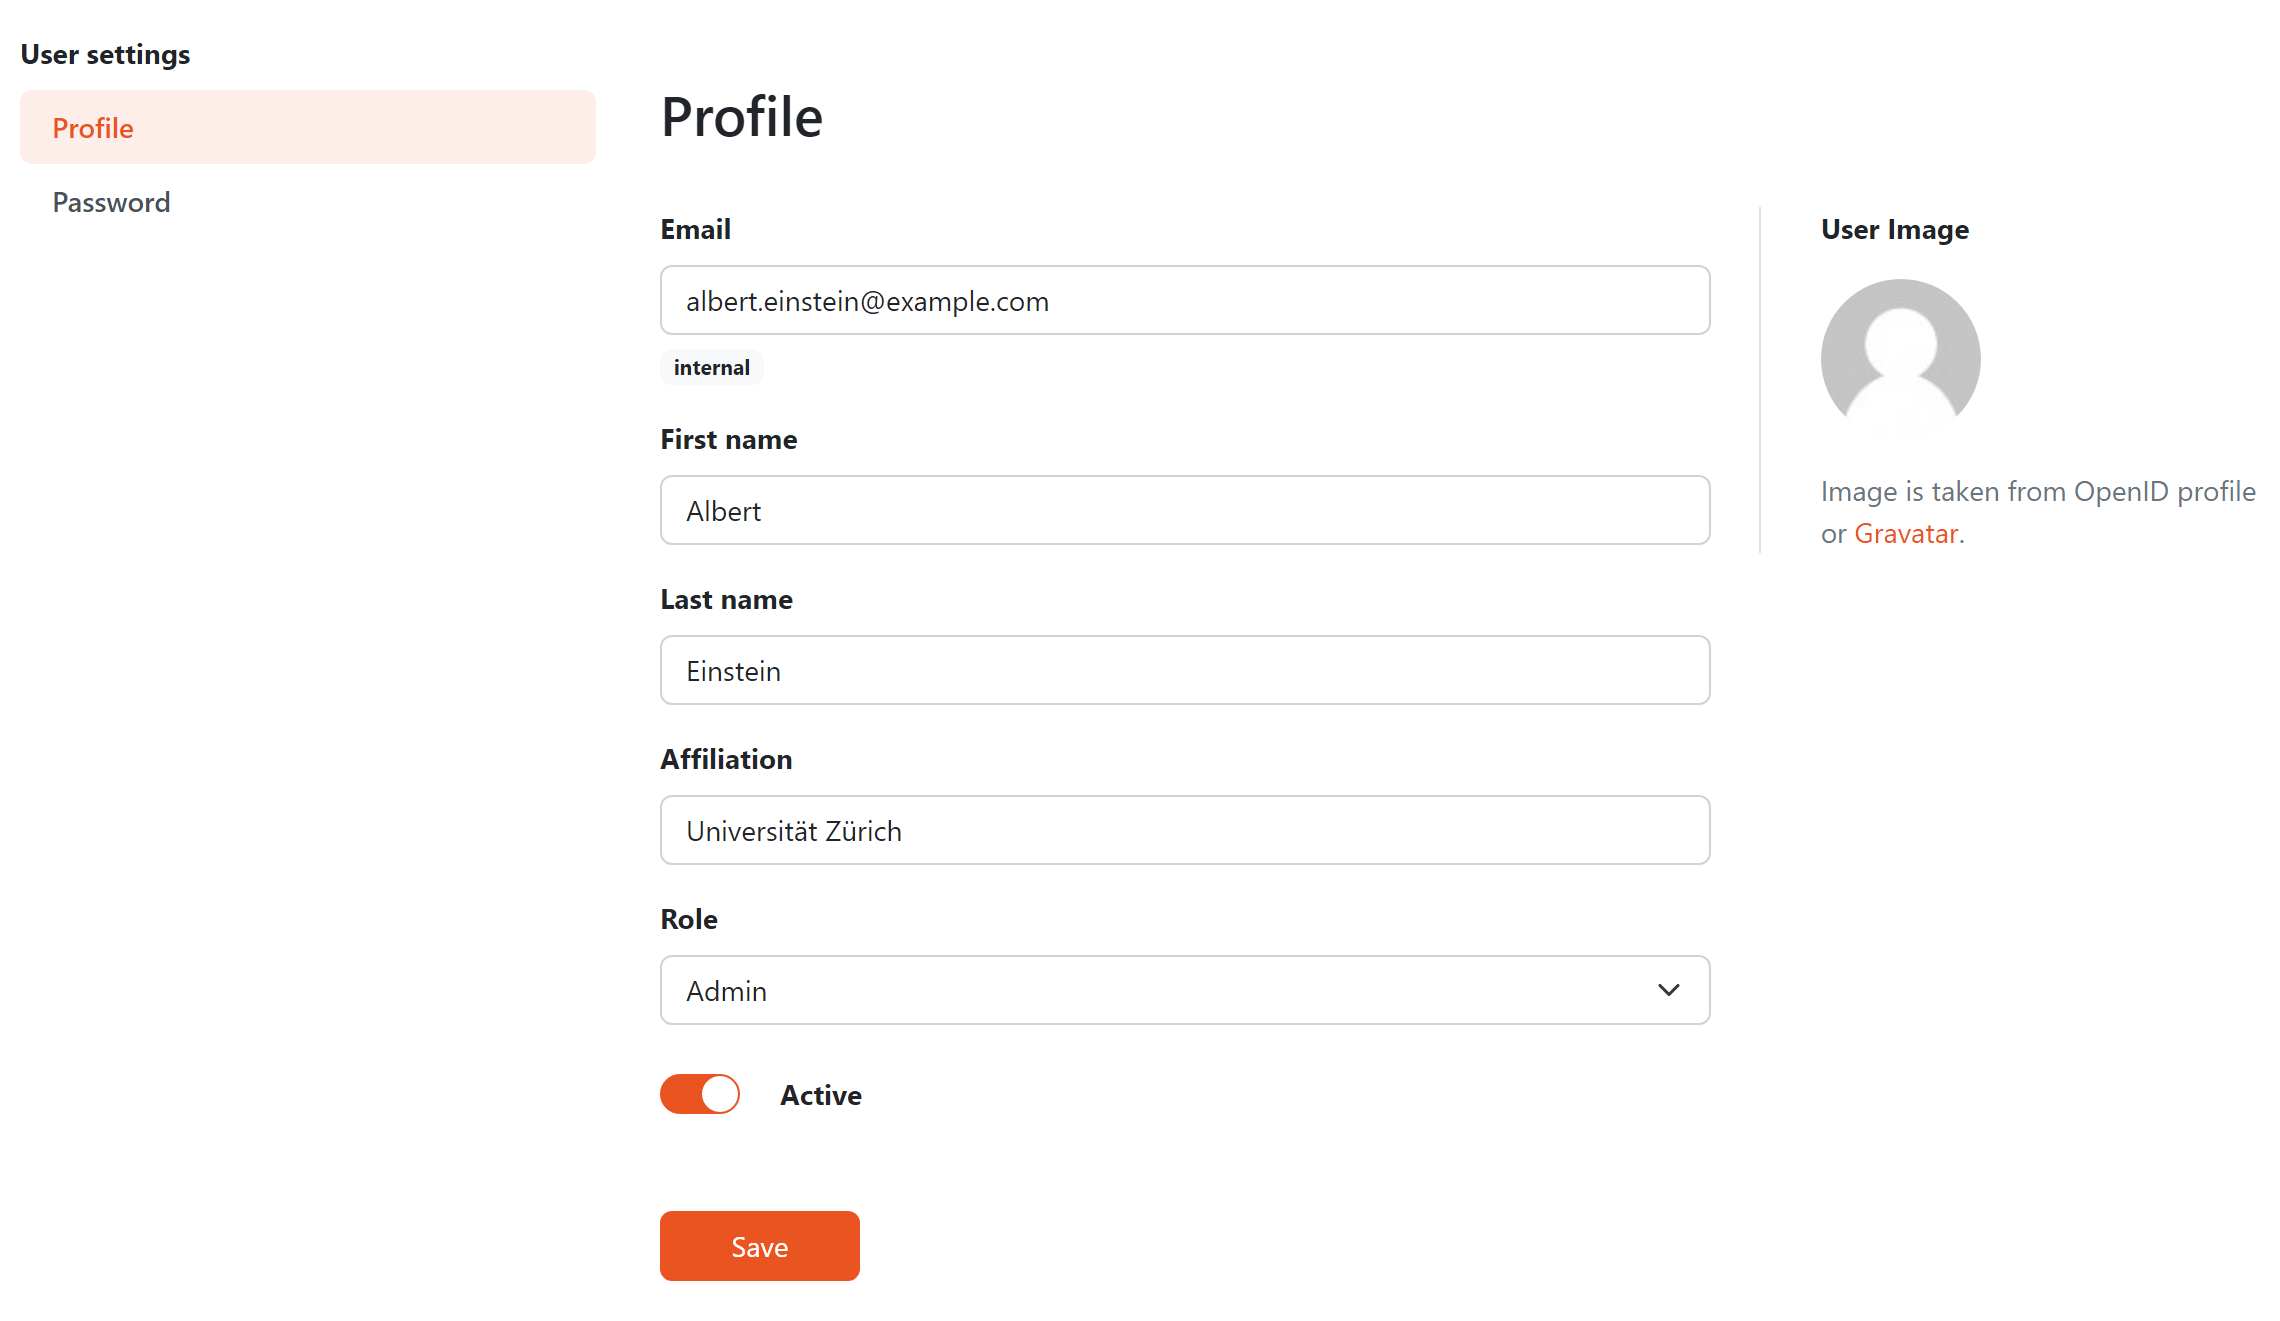 User settings
Profile
Password
Profile
Email
albert.einstein@example.com
internal
First name
Albert
Last name
Einstein
Affiliation
Universität Zürich
Role
Admin
Active
Save
User Image
Image is taken from OpenID profile
or Gravatar.